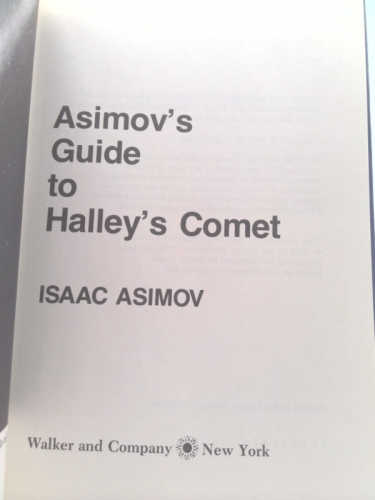 Asimov's
Guide
to
Halley's Comet
ISAAC ASIMOV
Walker and Company New York